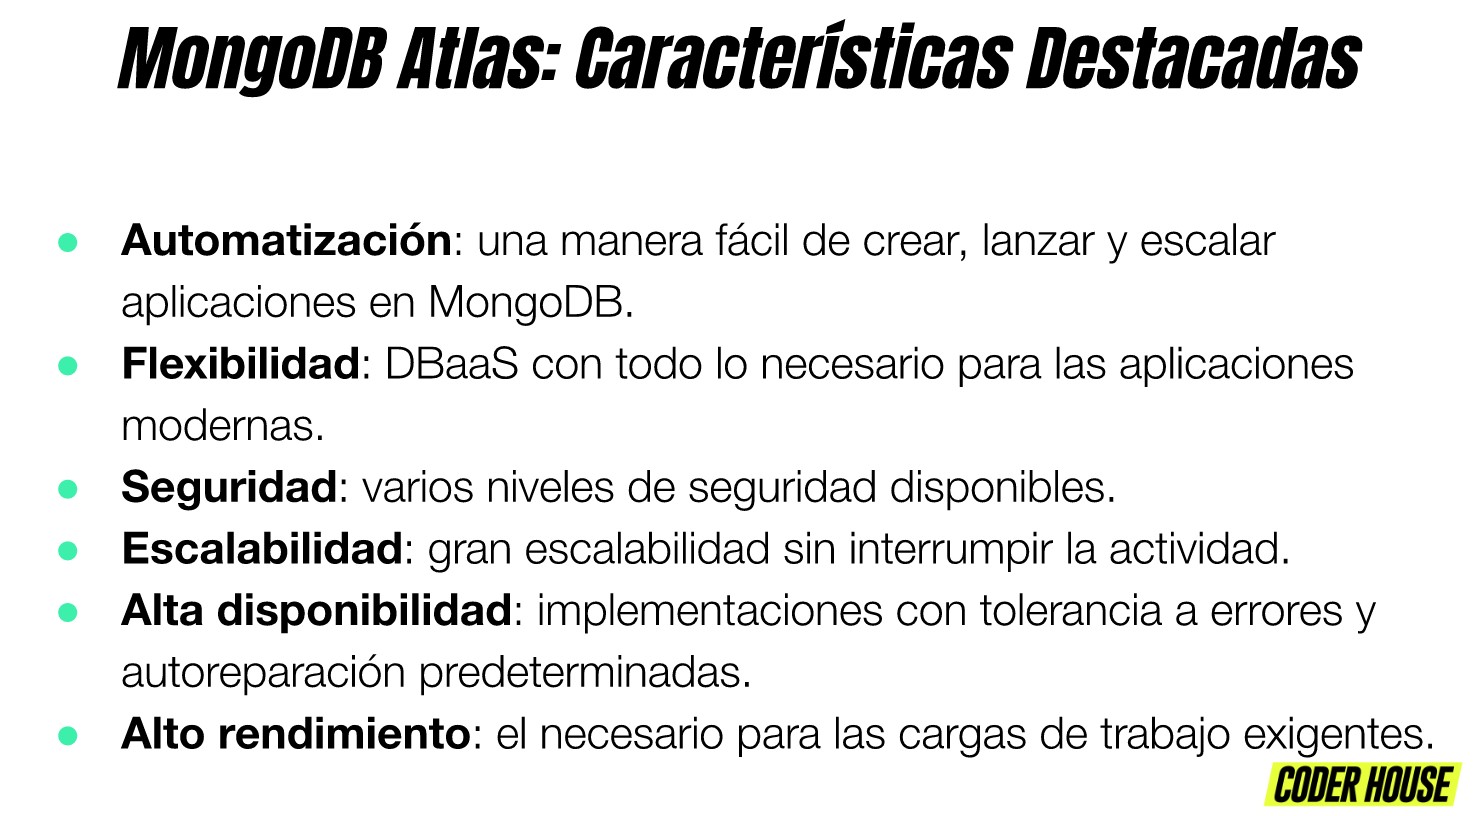 MongoDB Atlas: Características Destacadas
● Automatización: una manera fácil de crear, lanzar y escalar
aplicaciones en MongoDB.
● Flexibilidad: DBaaS con todo lo necesario para las aplicaciones
modernas.
● Seguridad: varios niveles de seguridad disponibles.
● Escalabilidad: gran escalabilidad sin interrumpir la actividad.
● Alta disponibilidad: implementaciones con tolerancia a errores y
autoreparación predeterminadas.
● Alto rendimiento: el necesario para las cargas de trabajo exigentes.
CODER HOUSE